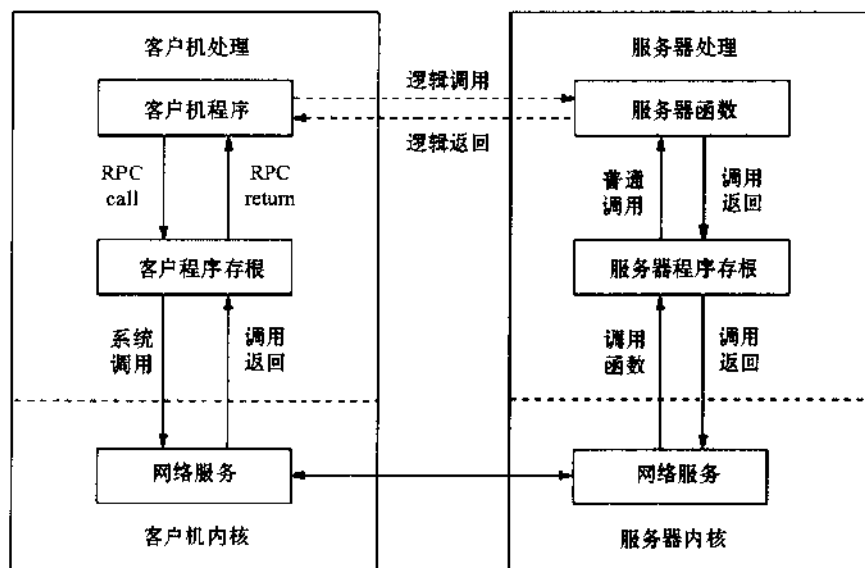 客户机处理
服务器处理
客户机程序
逻辑调用
服务器函数
逻辑返回
RPC
call
RPC
return
普通
调用
调用
返回
客户程序存根
服务器程序存根
系统
调用
调用
返回
调用
函数
调用
返回
网络服务
网络服务
客户机内核
服务器内核